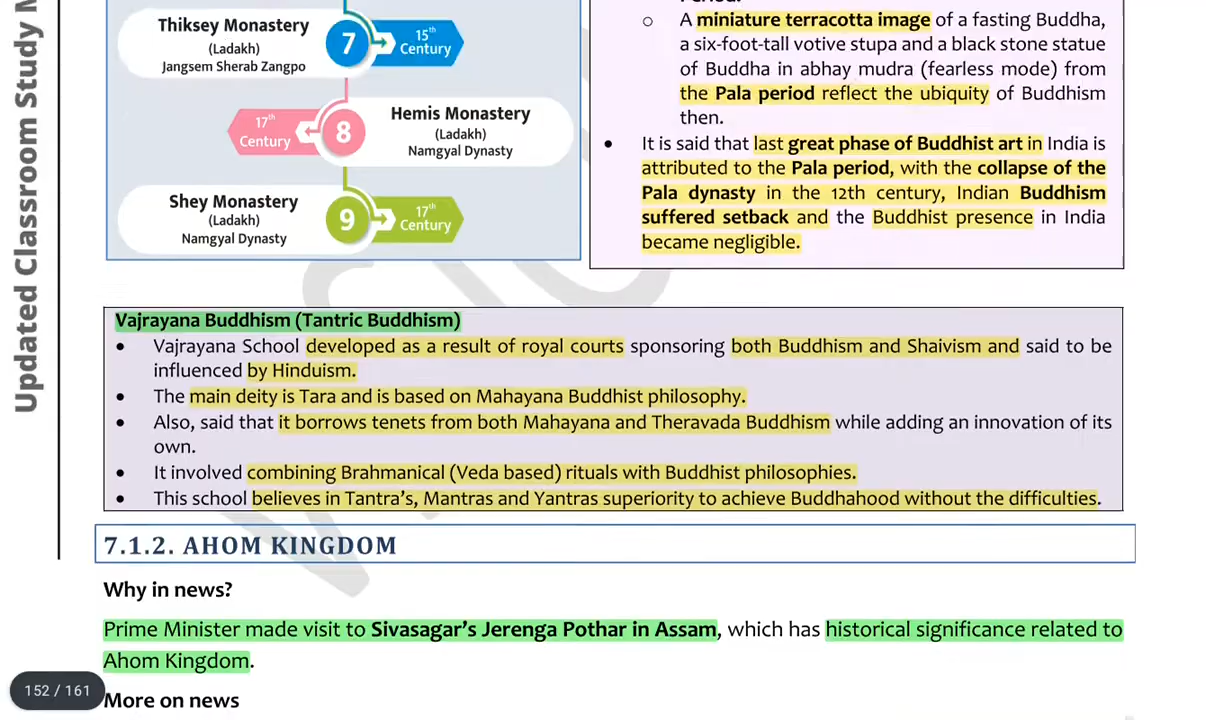 Updated Classroom Study M
Thiksey Monastery
(Ladakh)
Jangsem Sherab Zangpo
7
15th
Century
17th
Century
8
Hemis Monastery
(Ladakh)
Namgyal Dynasty
Shey Monastery
(Ladakh)
Namgyal Dynasty
9
17th
Century
Period:
o A miniature terracotta image of a fasting Buddha,
a six-foot-tall votive stupa and a black stone statue
of Buddha in abhay mudra (fearless mode) from
the Pala period reflect the ubiquity of Buddhism
then.
• It is said that last great phase of Buddhist art in India is
attributed to the Pala period, with the collapse of the
Pala dynasty in the 12th century, Indian Buddhism
suffered setback and the Buddhist presence in India
became negligible.
Vajrayana Buddhism (Tantric Buddhism)
• Vajrayana School developed as a result of royal courts sponsoring both Buddhism and Shaivism and said to be
influenced by Hinduism.
• The main deity is Tara and is based on Mahayana Buddhist philosophy.
• Also, said that it borrows tenets from both Mahayana and Theravada Buddhism while adding an innovation of its
own.
• It involved combining Brahmanical (Veda based) rituals with Buddhist philosophies.
• This school believes in Tantra's, Mantras and Yantras superiority to achieve Buddhahood without the difficulties.
7.1.2. AHOM KINGDOM
Why in news?
Prime Minister made visit to Sivasagar's Jerenga Pothar in Assam, which has historical significance related to
Ahom Kingdom.
152 / 161
More on news